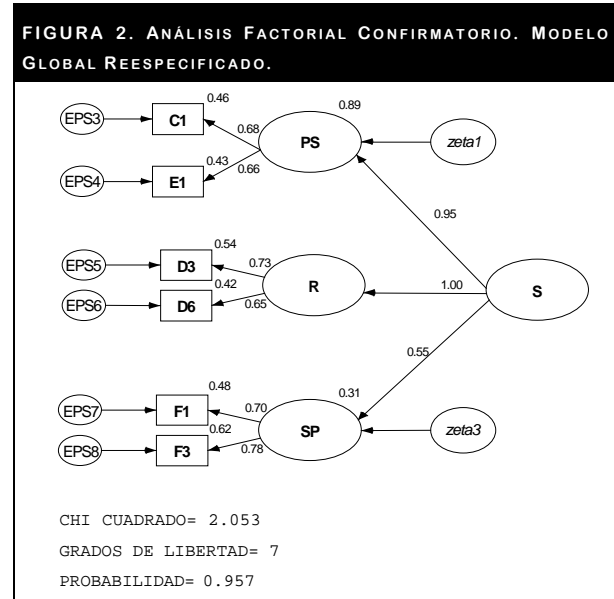 FIGURA 2. ANÁLISIS FACTORIAL CONFIRMATORIO. MODELO
GLOBAL REESPECIFICADO.
EPS3
C1
0.46
0.68
PS
0.89
zeta1
EPS4
E1
0.43
0.66
0.95
EPS5
D3
0.54
0.73
R
1.00
S
EPS6
D6
0.42
0.65
0.55
EPS7
F1
0.48
0.70
SP
0.31
zeta3
EPS8
F3
0.62
0.78
CHI CUADRADO= 2.053
GRADOS DE LIBERTAD= 7
PROBABILIDAD= 0.957